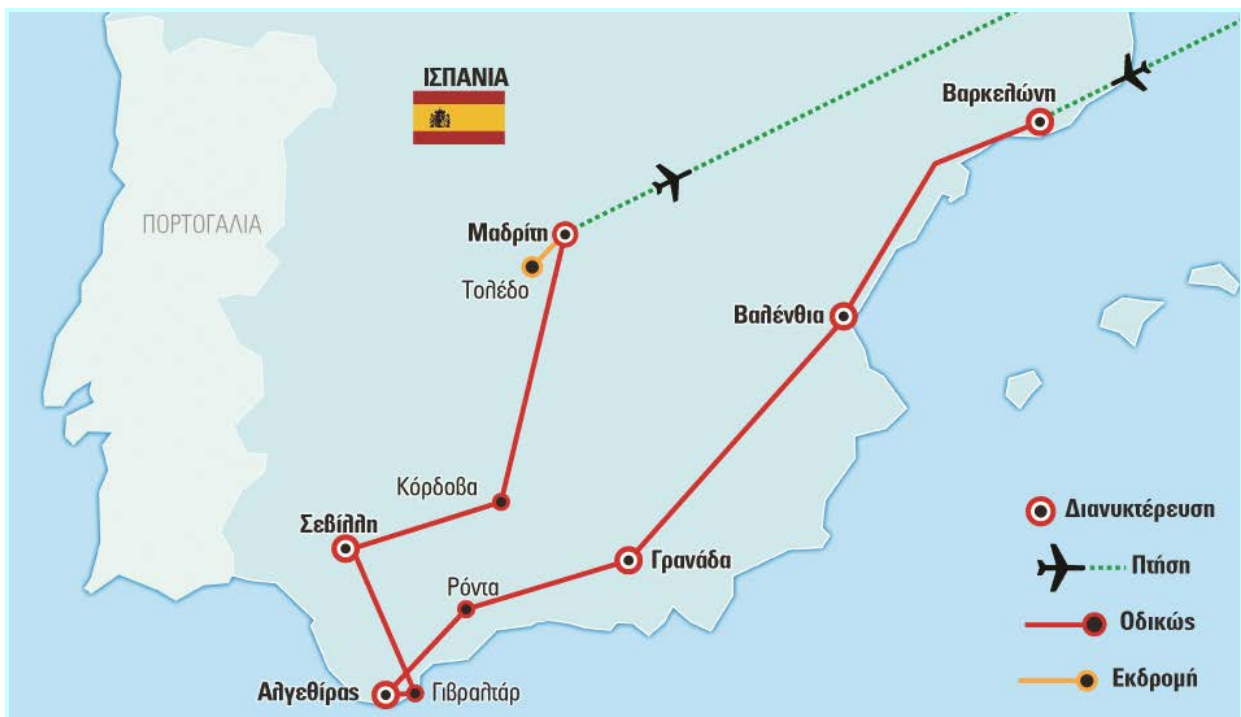 ΙΣΠΑΝΙΑ
Βαρκελώνη
ΠΟΡΤΟΓΑΛΙΑ
Μαδρίτη
Τολέδο
Βαλένθια
Κόρδοβα
Σεβίλλη
Διανυκτέρευση
Γρανάδα
Πτήση
Ρόντα
Οδικώς
Αλγεθίρας
Γιβραλτάρ
Εκδρομή